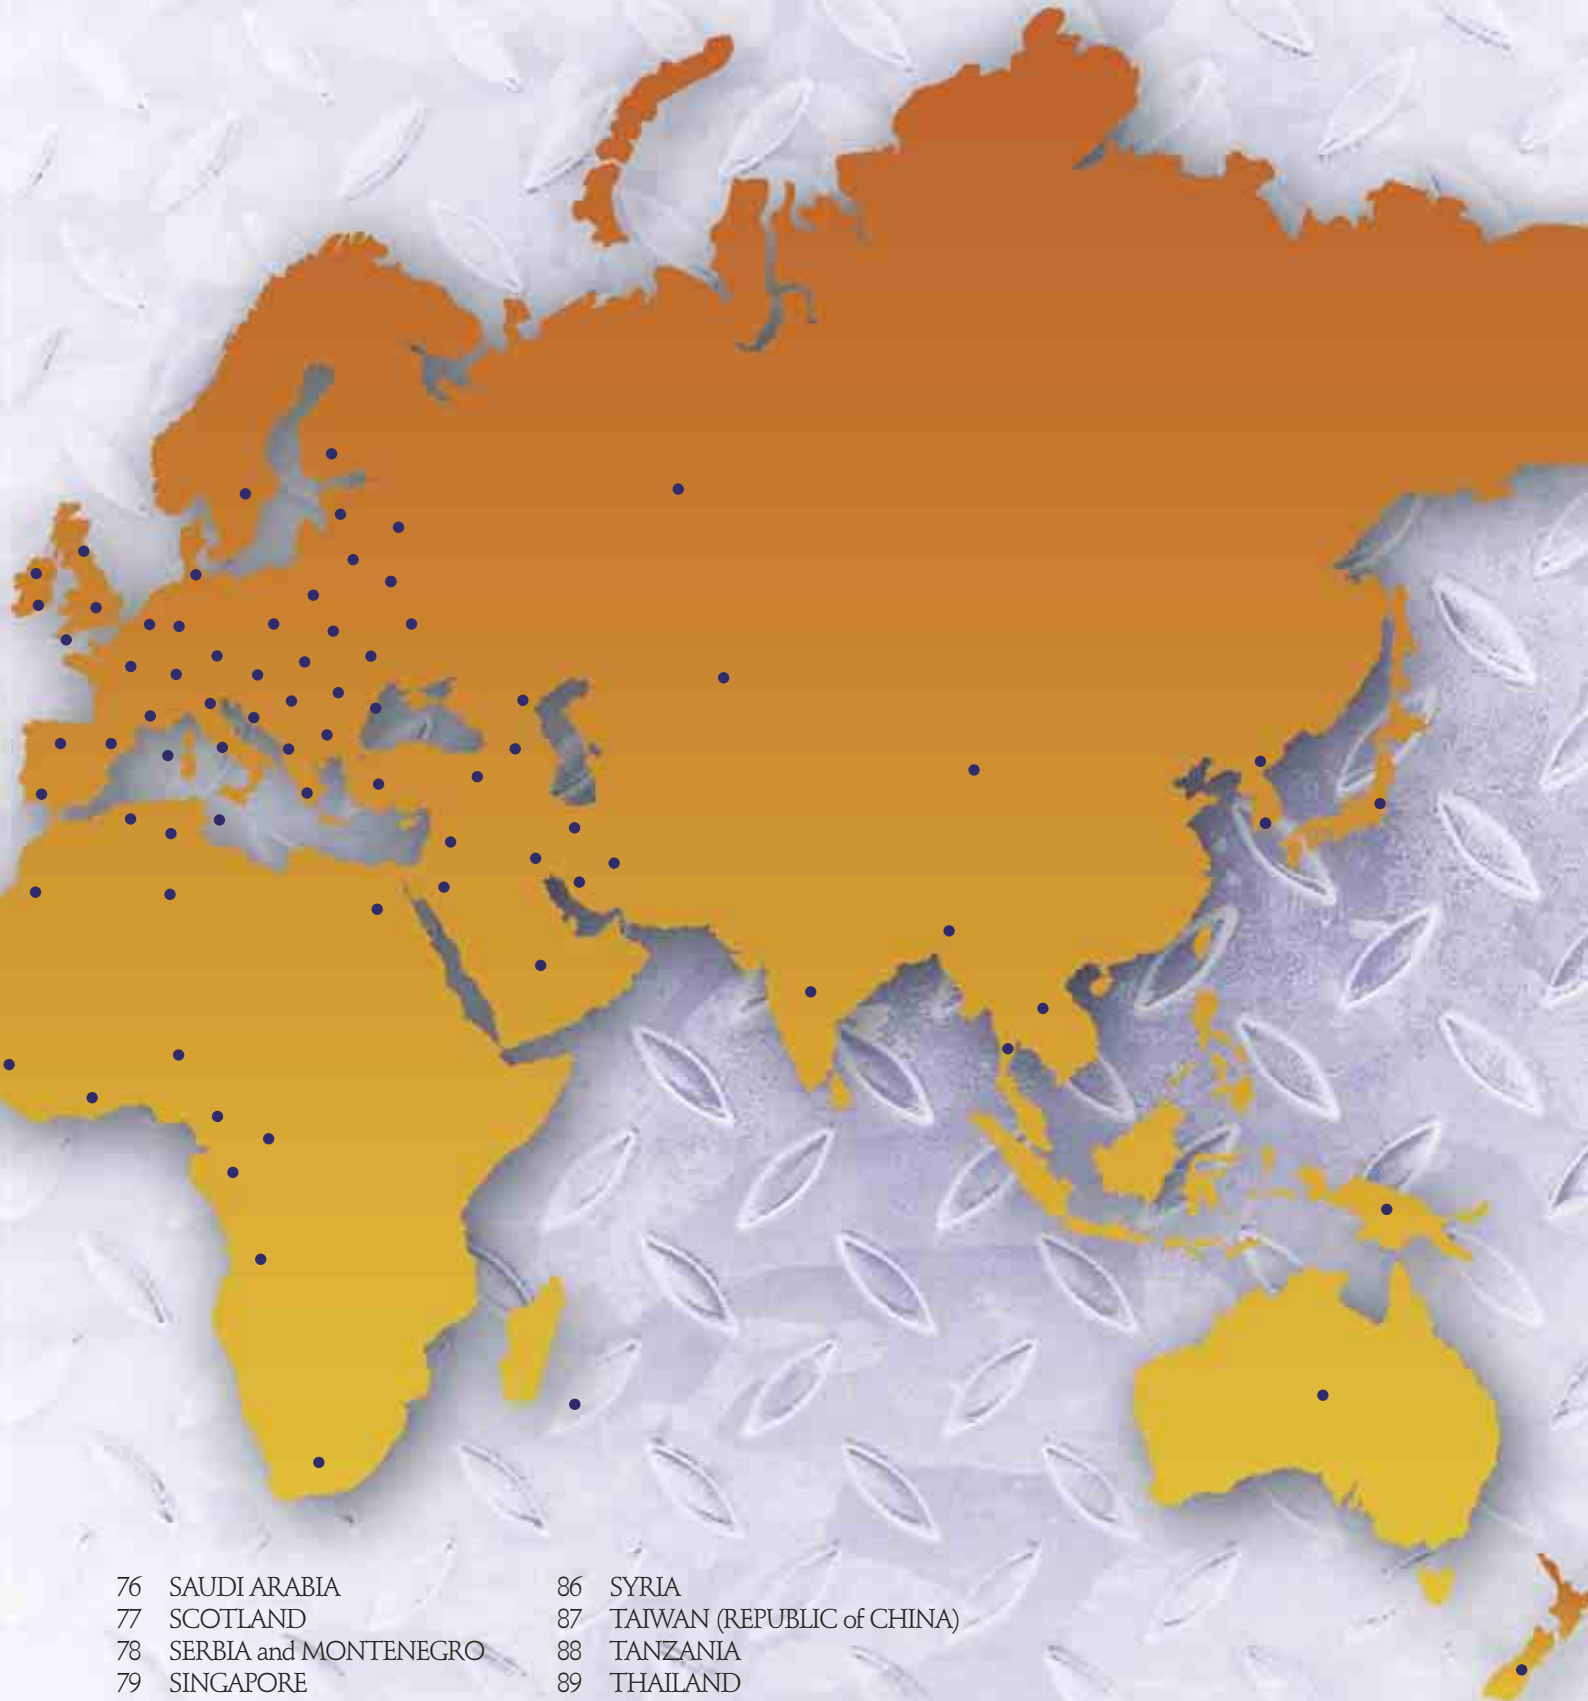 76 SAUDI ARABIA
77 SCOTLAND
78 SERBIA and MONTENEGRO
79 SINGAPORE
86 SYRIA
87 TAIWAN (REPUBLIC of CHINA)
88 TANZANIA
89 THAILAND